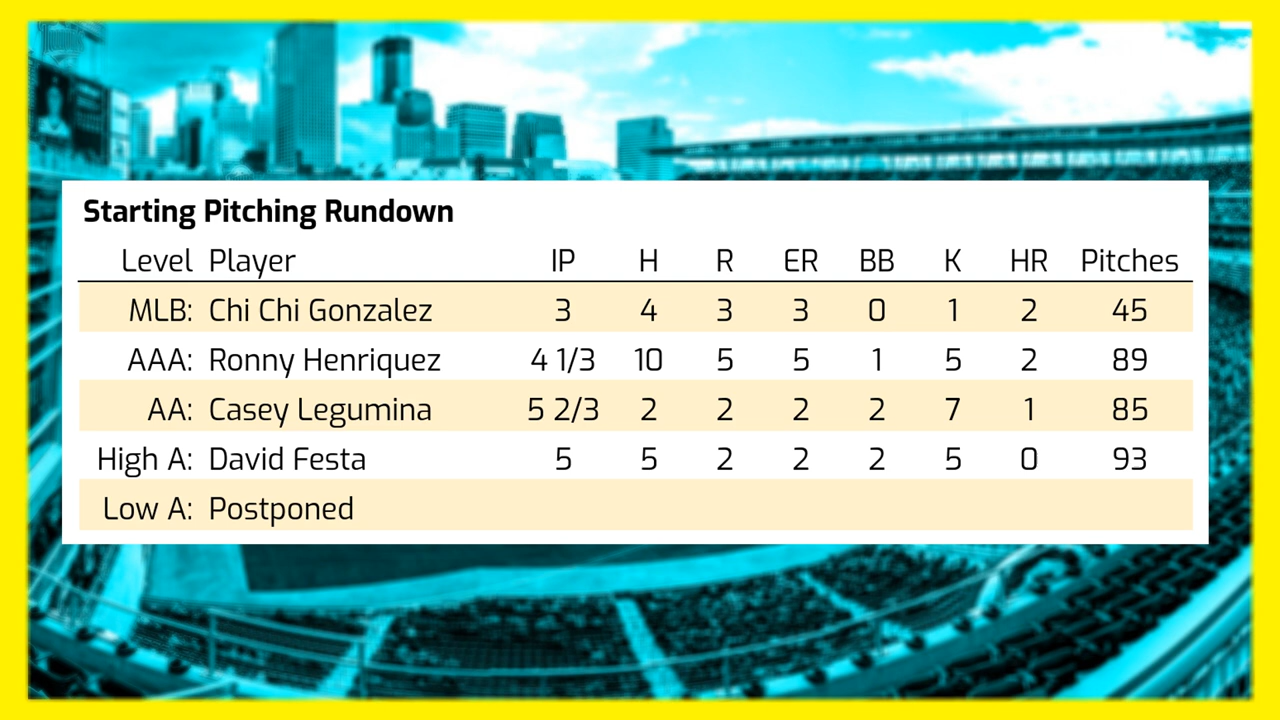 Starting Pitching Rundown
Level Player IP H R ER BB K HR Pitches
MLB: Chi Chi Gonzalez 3 4 3 3 0 1 2 45
AAA: Ronny Henriquez 4 1/3 10 5 5 1 5 2 89
AA: Casey Legumina 5 2/3 2 2 2 2 7 1 85
High A: David Festa 5 5 2 2 2 5 0 93
Low A: Postponed